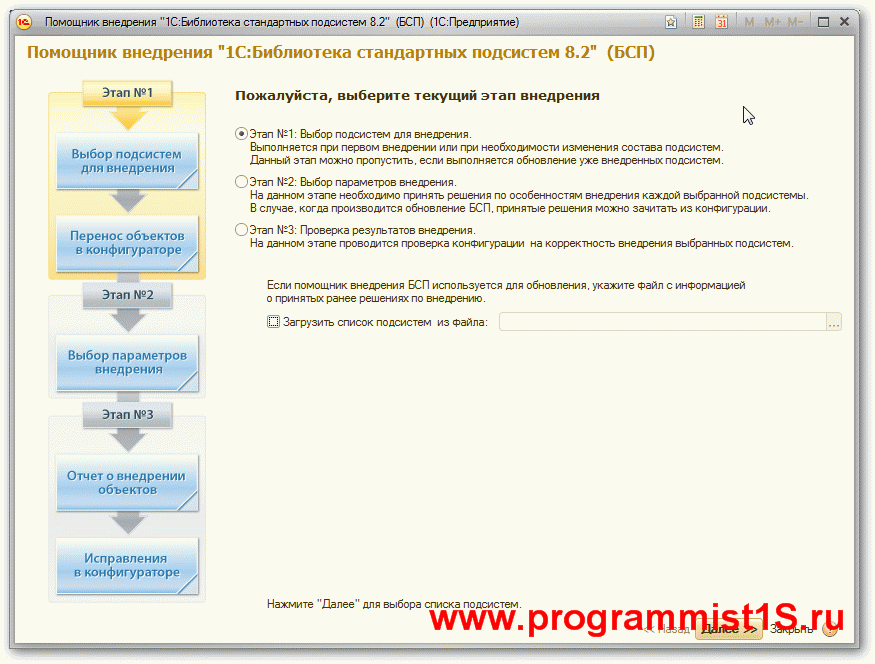 Помощник внедрения "1С:Библиотека стандартных подсистем 8.2" (БСП) (1С:Предприятие)
M M+ M-
Помощник внедрения "1С:Библиотека стандартных подсистем 8.2" (БСП)
Этап №1
Выбор подсистем
для внедрения
Перенос объектов
в конфигураторе
Этап №2
Выбор параметров
внедрения
Этап №3
Отчет о внедрении
объектов
Исправления
в конфигураторе
Пожалуйста, выберите текущий этап внедрения
Этап №1: Выбор подсистем для внедрения.
Выполняется при первом внедрении или при необходимости изменения состава подсистем.
Данный этап можно пропустить, если выполняется обновление уже внедренных подсистем.
Этап №2: Выбор параметров внедрения.
На данном этапе необходимо принять решения по особенностям внедрения каждой выбранной подсистемы.
В случае, когда производится обновление БСП, принятые решения можно зачитать из конфигурации.
Этап №3: Проверка результатов внедрения.
На данном этапе проводится проверка конфигурации на корректность внедрения выбранных подсистем.
Если помощник внедрения БСП используется для обновления, укажите файл с информацией
о принятых ранее решениях по внедрению.
Загрузить список подсистем из файла:
...
Нажмите "Далее" для выбора списка подсистем.
www.programmist1S.ru
<< Назад Далее >> Закрыть ?